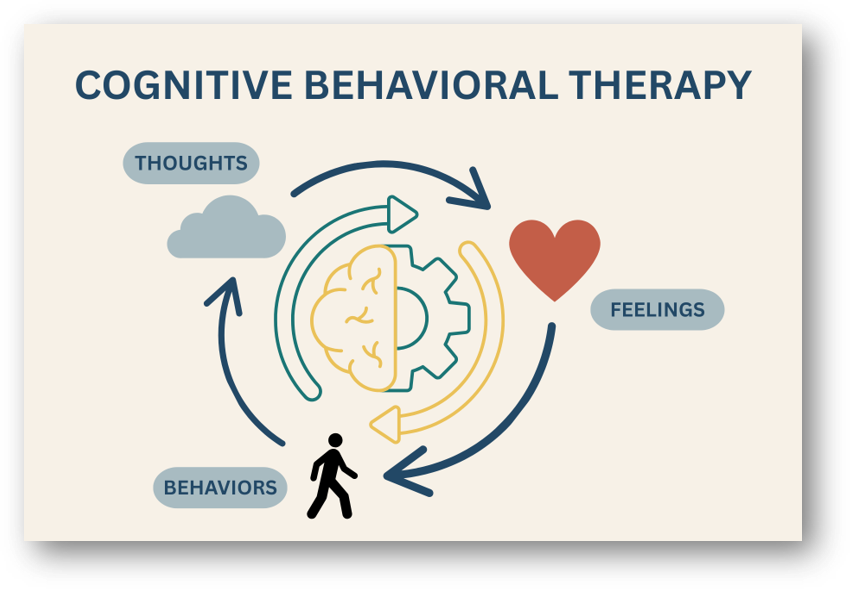 COGNITIVE BEHAVIORAL THERAPY
THOUGHTS
FEELINGS
BEHAVIORS